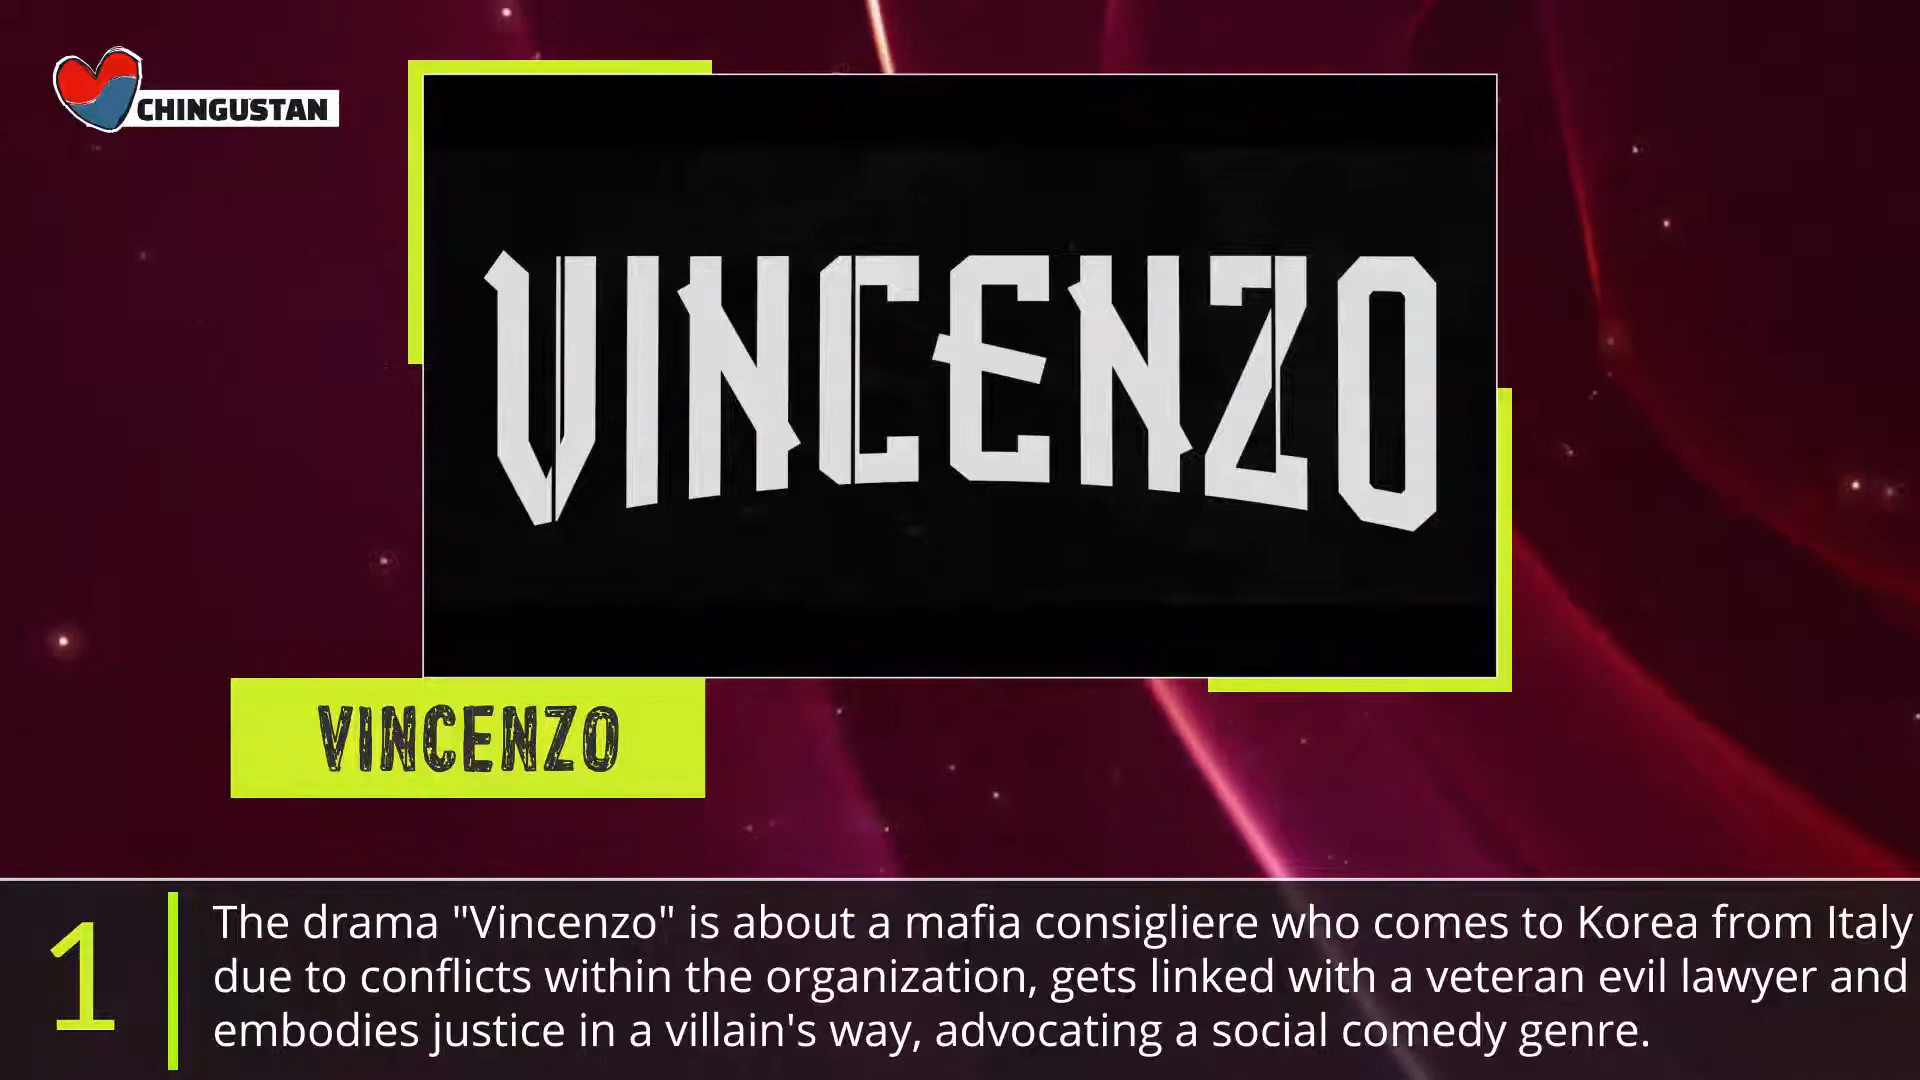 CHINGUSTAN
VINCENZO
VINCENZO
1
The drama "Vincenzo" is about a mafia consigliere who comes to Korea from Italy
due to conflicts within the organization, gets linked with a veteran evil lawyer and
embodies justice in a villain's way, advocating a social comedy genre.